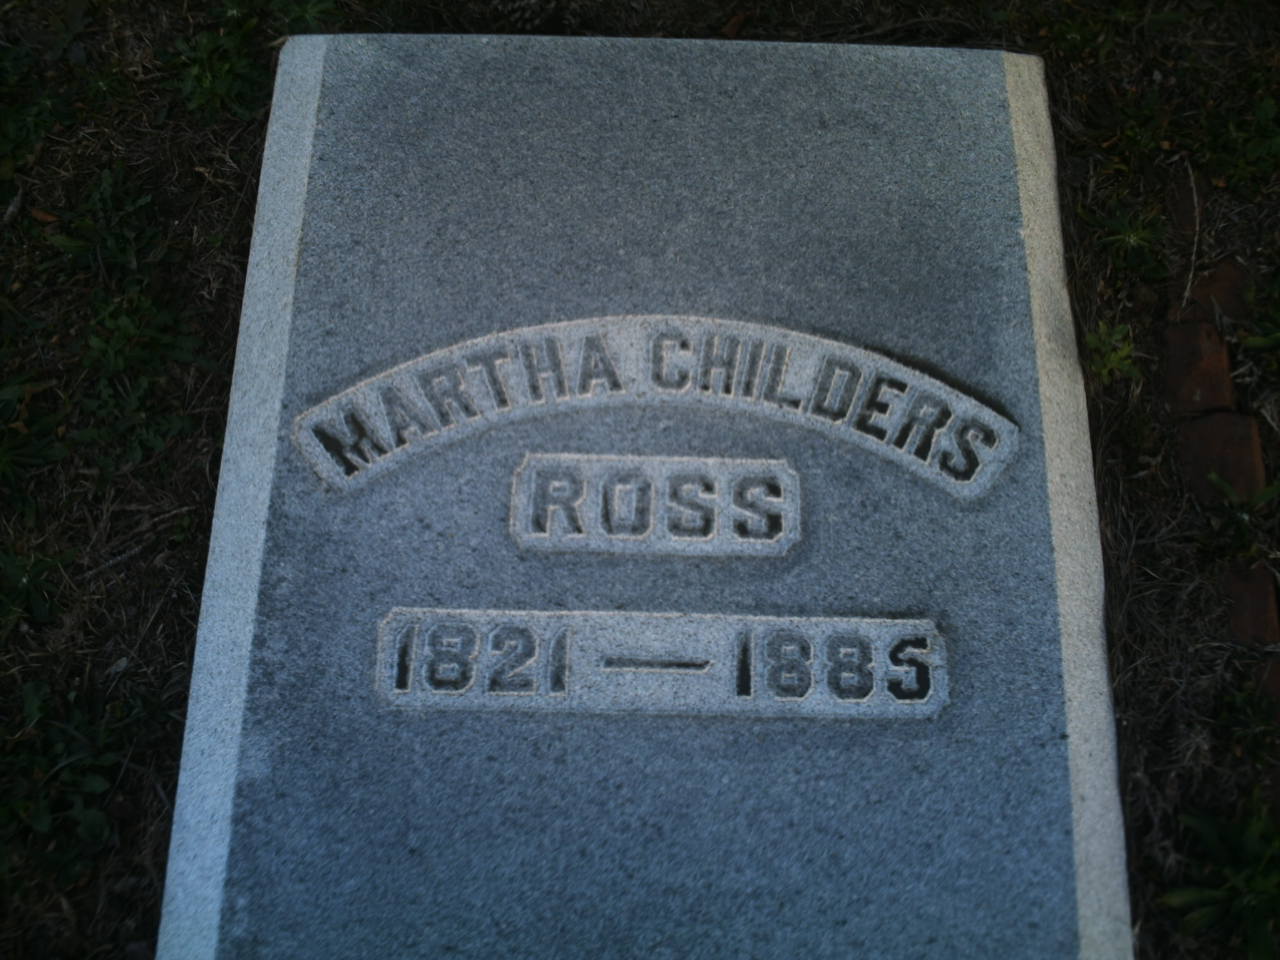 MARTHA CHILDERS
ROSS
1821 — 1885